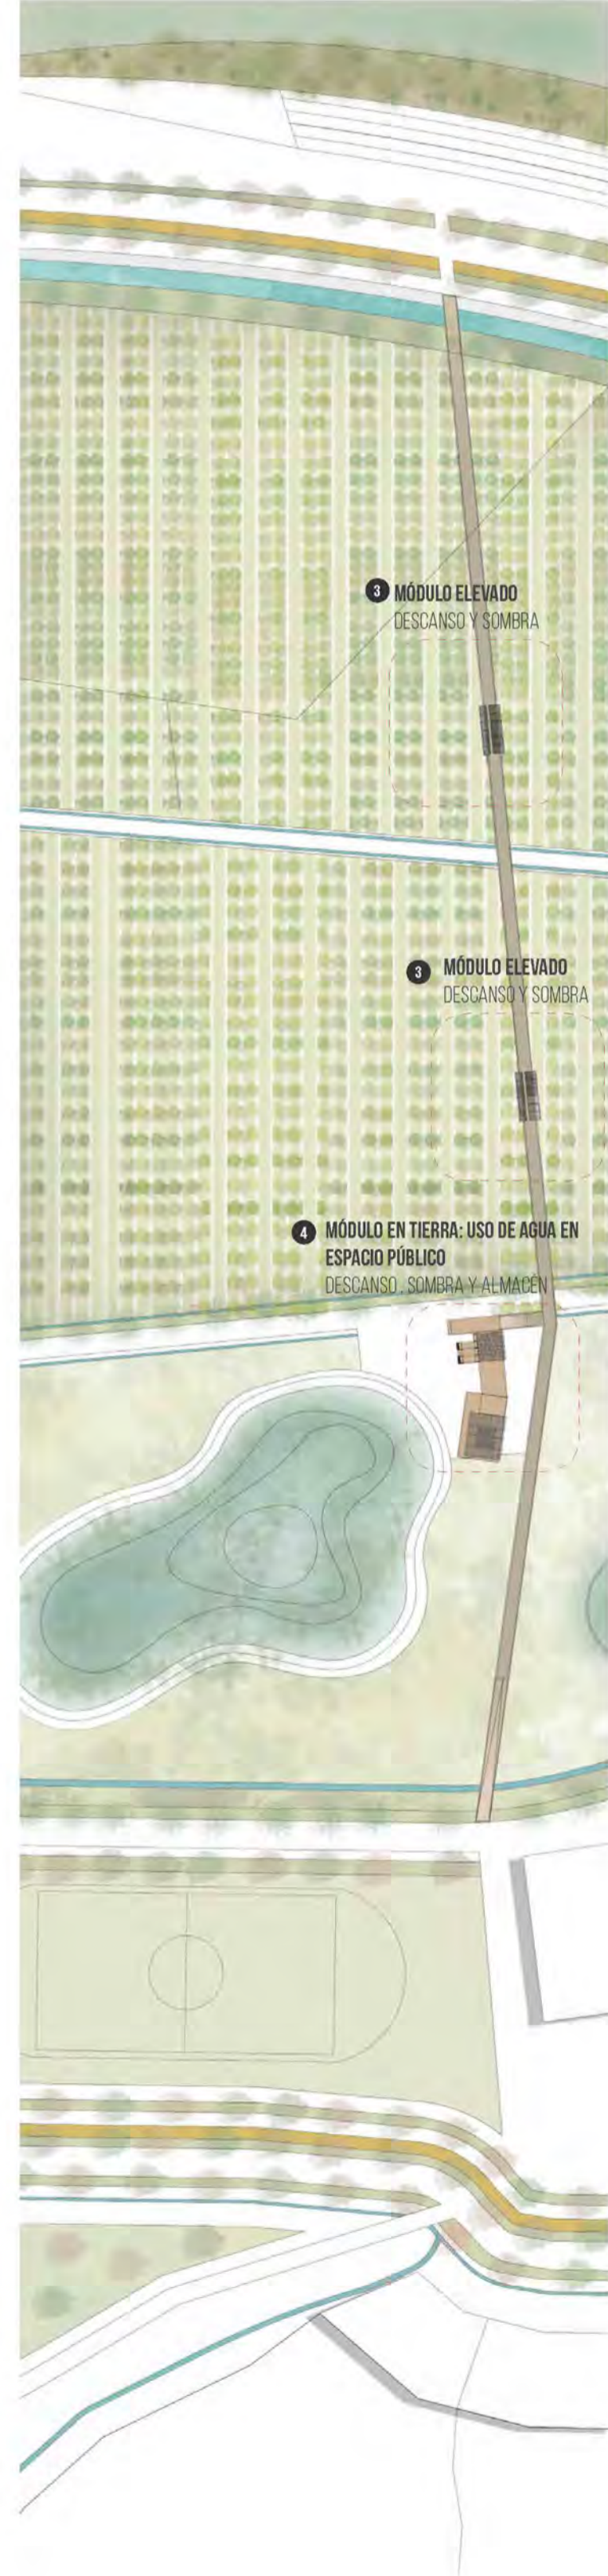 3 MÓDULO ELEVADO
DESCANSO Y SOMBRA
3 MÓDULO ELEVADO
DESCANSO Y SOMBRA
4 MÓDULO EN TIERRA: USO DE AGUA EN
ESPACIO PÚBLICO
DESCANSO , SOMBRA Y ALMACÉN